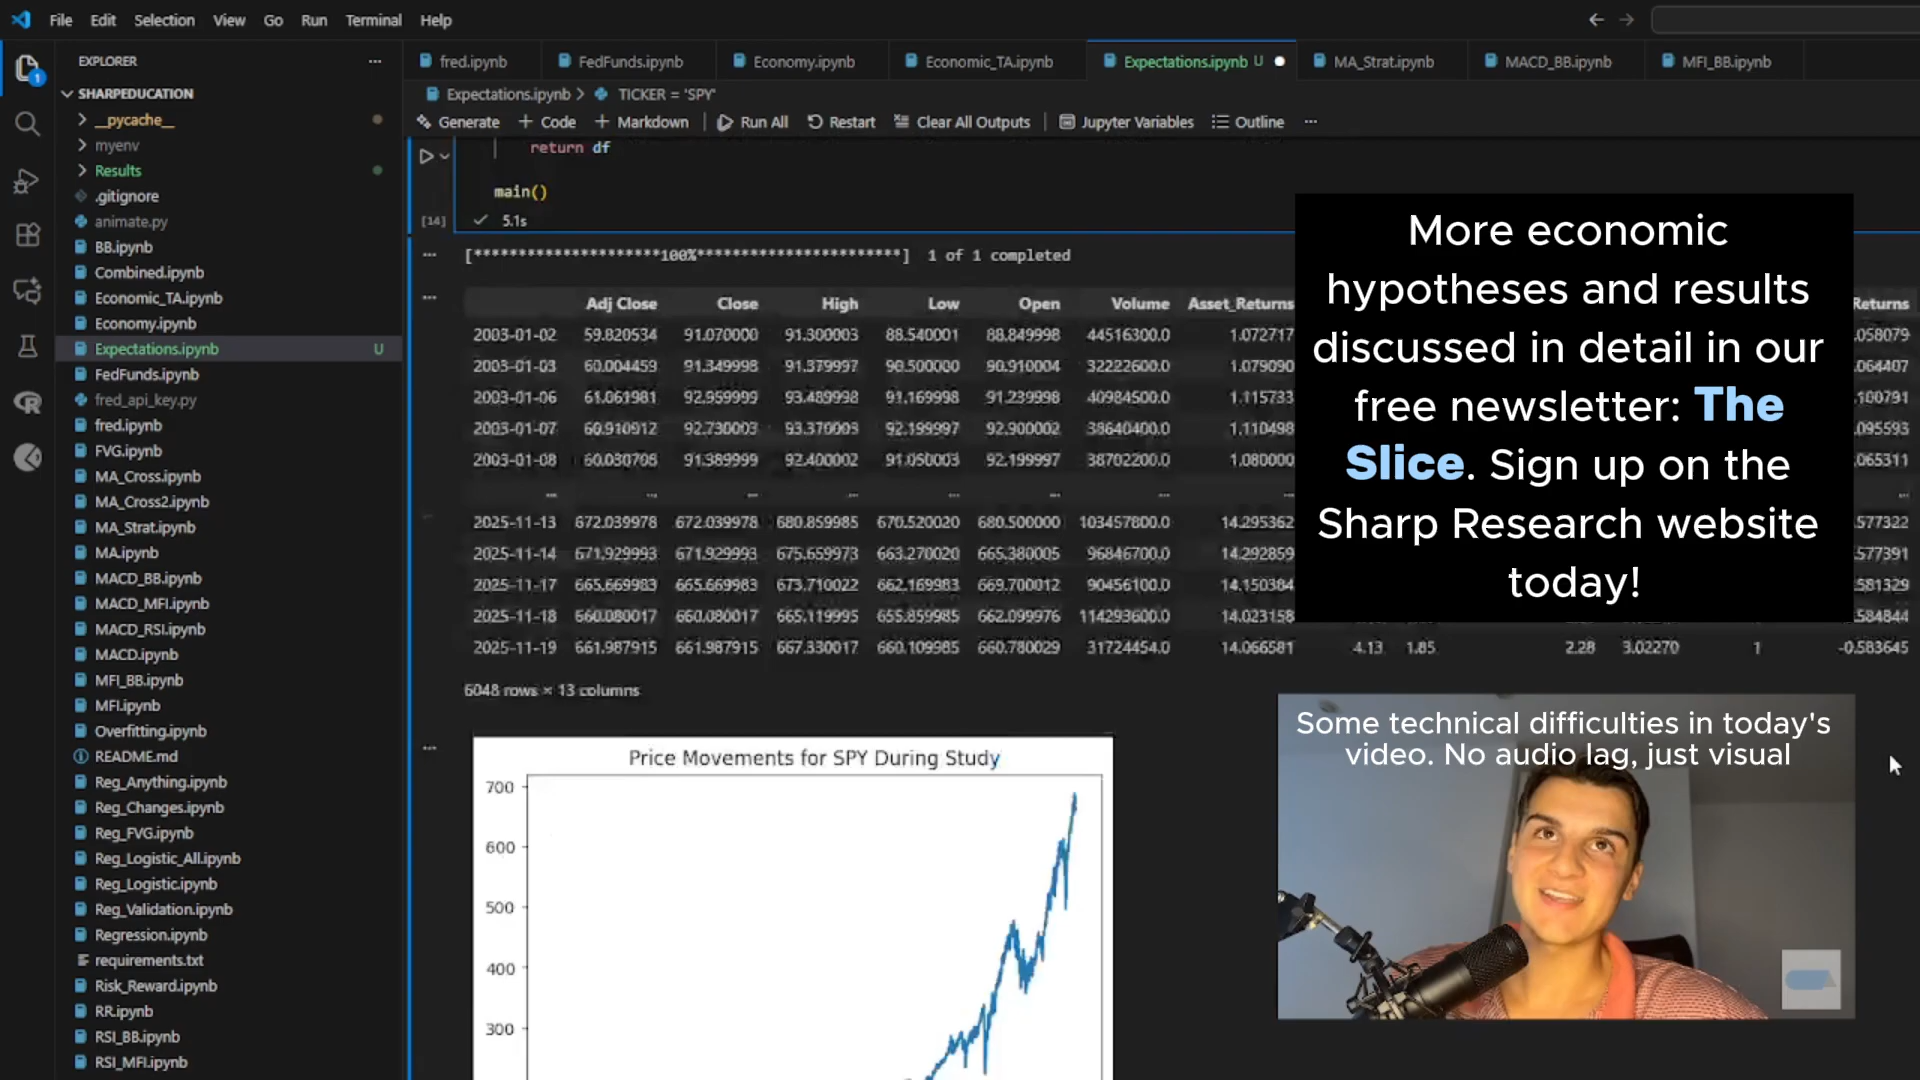 File Edit Selection View Go Run Terminal Help
EXPLORER
fred.ipynb FedFunds.ipynb Economy.ipynb Economic_TA.ipynb Expectations.ipynb U MA_Strat.ipynb MACD_BB.ipynb MFI_BB.ipynb
SHARPEDUCATION
Expectations.ipynb > TICKER = 'SPY'
Generate + Code + Markdown Run All Restart Clear All Outputs Jupyter Variables Outline ...
__pycache__
myenv
Results
.gitignore
animate.py
BB.ipynb
Combined.ipynb
Economic_TA.ipynb
Economy.ipynb
Expectations.ipynb U
FedFunds.ipynb
fred_api_key.py
fred.ipynb
FVG.ipynb
MA_Cross.ipynb
MA_Cross2.ipynb
MA_Strat.ipynb
MA.ipynb
MACD_BB.ipynb
MACD_MFI.ipynb
MACD_RSI.ipynb
MACD.ipynb
MFI_BB.ipynb
MFI.ipynb
Overfitting.ipynb
README.md
Reg_Anything.ipynb
Reg_Changes.ipynb
Reg_FVG.ipynb
Reg_Logistic_All.ipynb
Reg_Logistic.ipynb
Reg_Validation.ipynb
Regression.ipynb
requirements.txt
Risk_Reward.ipynb
RR.ipynb
RSI_BB.ipynb
RSI_MFI.ipynb
return df
main()
[14] 5.1s
[*********************100%***********************] 1 of 1 completed
Adj Close Close High Low Open Volume Asset_Returns Returns
2003-01-02 59.820534 91.070000 91.300003 88.540001 88.849998 44516300.0 1.072717 .058079
2003-01-03 60.004459 91.349998 91.379997 90.500000 90.910004 32222600.0 1.079090 .064407
2003-01-06 61.061981 92.959999 93.489998 91.169998 91.239998 40984500.0 1.115733 .100791
2003-01-07 60.910912 92.730003 93.370003 92.199997 92.900002 38640400.0 1.110498 .095593
2003-01-08 60.030708 91.389999 92.400002 91.050003 92.199997 38702200.0 1.080000 .065311
... ... ... ... ... ... ... ... ...
2025-11-13 672.039978 672.039978 680.859985 670.520020 680.500000 103457800.0 14.295362 .577322
2025-11-14 671.929993 671.929993 675.659973 663.270020 665.380005 96846700.0 14.292859 .577391
2025-11-17 665.669983 665.669983 673.710022 662.169983 669.700012 90456100.0 14.150384 .581329
2025-11-18 660.080017 660.080017 665.119995 655.859985 662.099976 114293600.0 14.023158 .584844
2025-11-19 661.987915 661.987915 667.330017 660.109985 660.780029 31724454.0 14.066581 4.13 1.85 2.28 3.02270 1 -0.583645
6048 rows × 13 columns
Price Movements for SPY During Study
700
600
500
400
300
More economic
hypotheses and results
discussed in detail in our
free newsletter: The
Slice. Sign up on the
Sharp Research website
today!
Some technical difficulties in today's
video. No audio lag, just visual